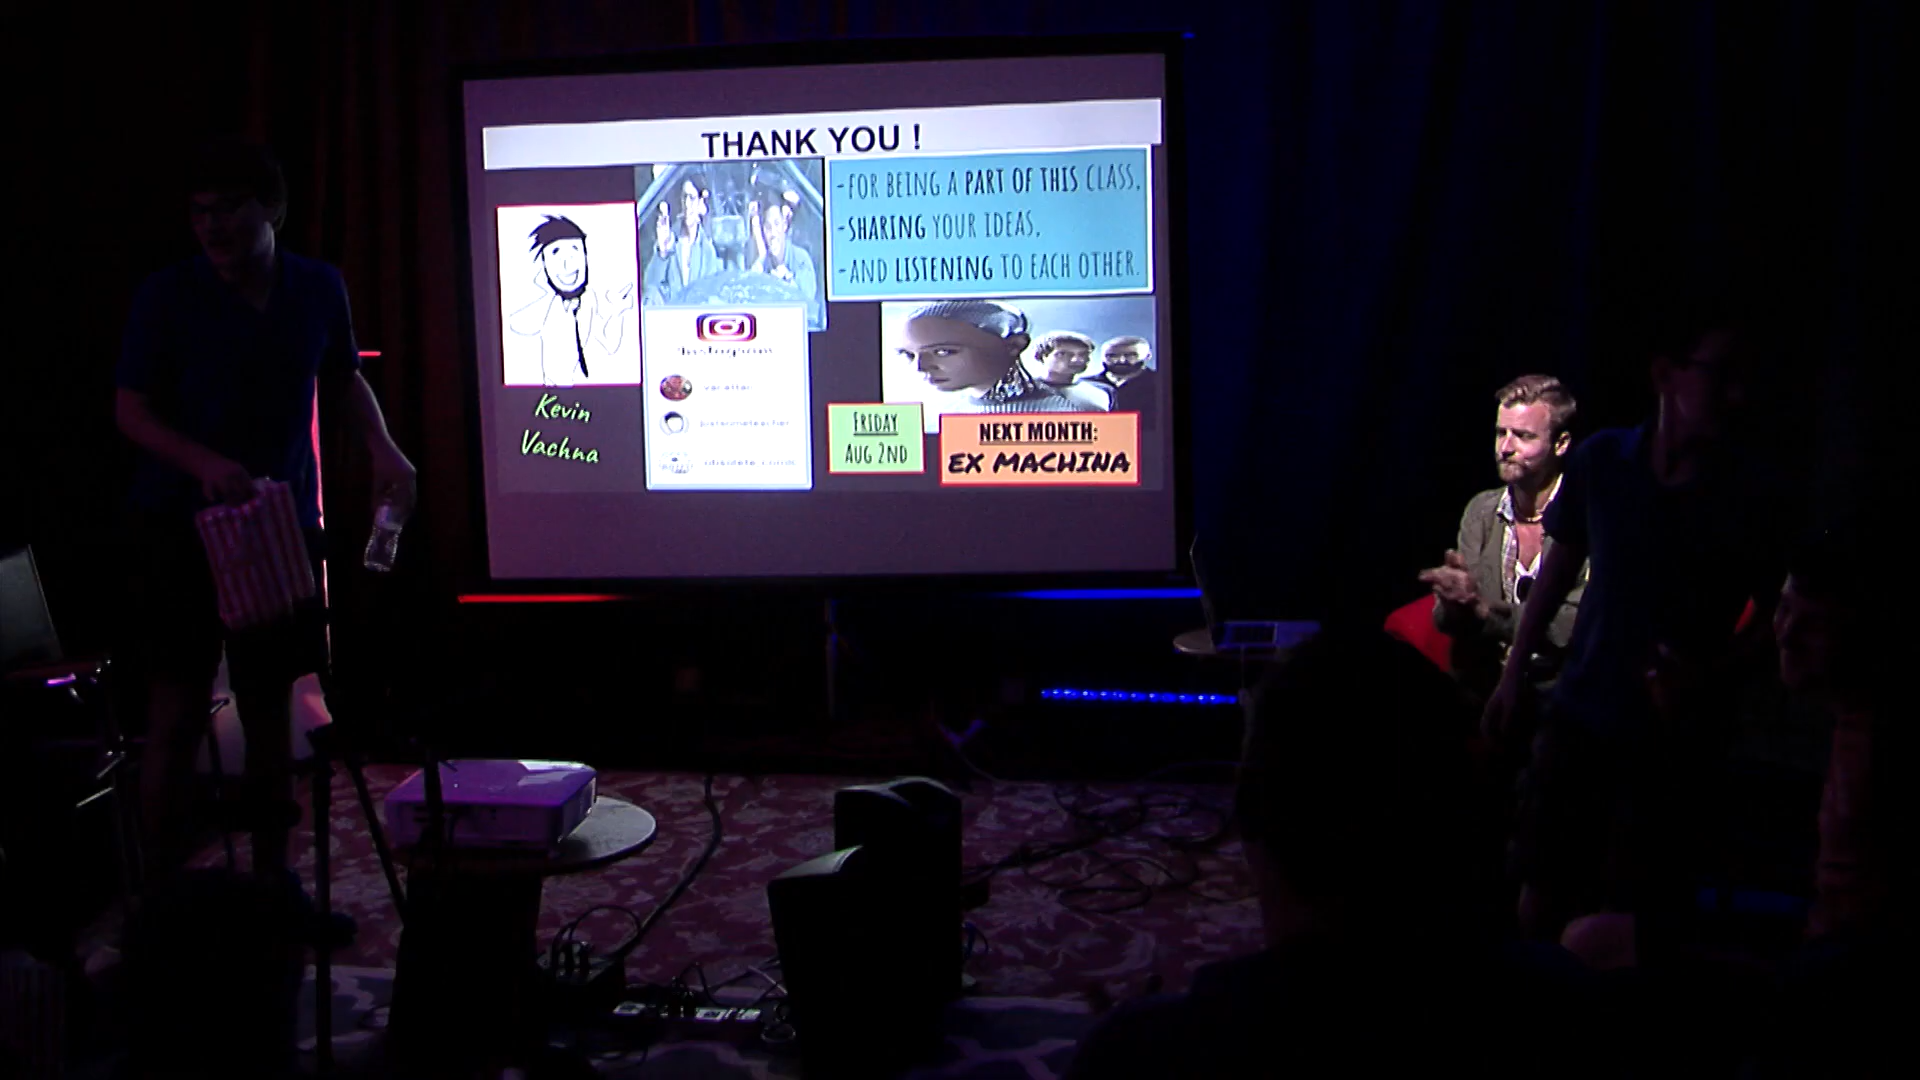 THANK YOU !
-FOR BEING A PART OF THIS CLASS,
-SHARING YOUR IDEAS,
-AND LISTENING TO EACH OTHER.
Kevin
Vachna
Instagram
FRIDAY
AUG 2ND
NEXT MONTH:
EX MACHINA